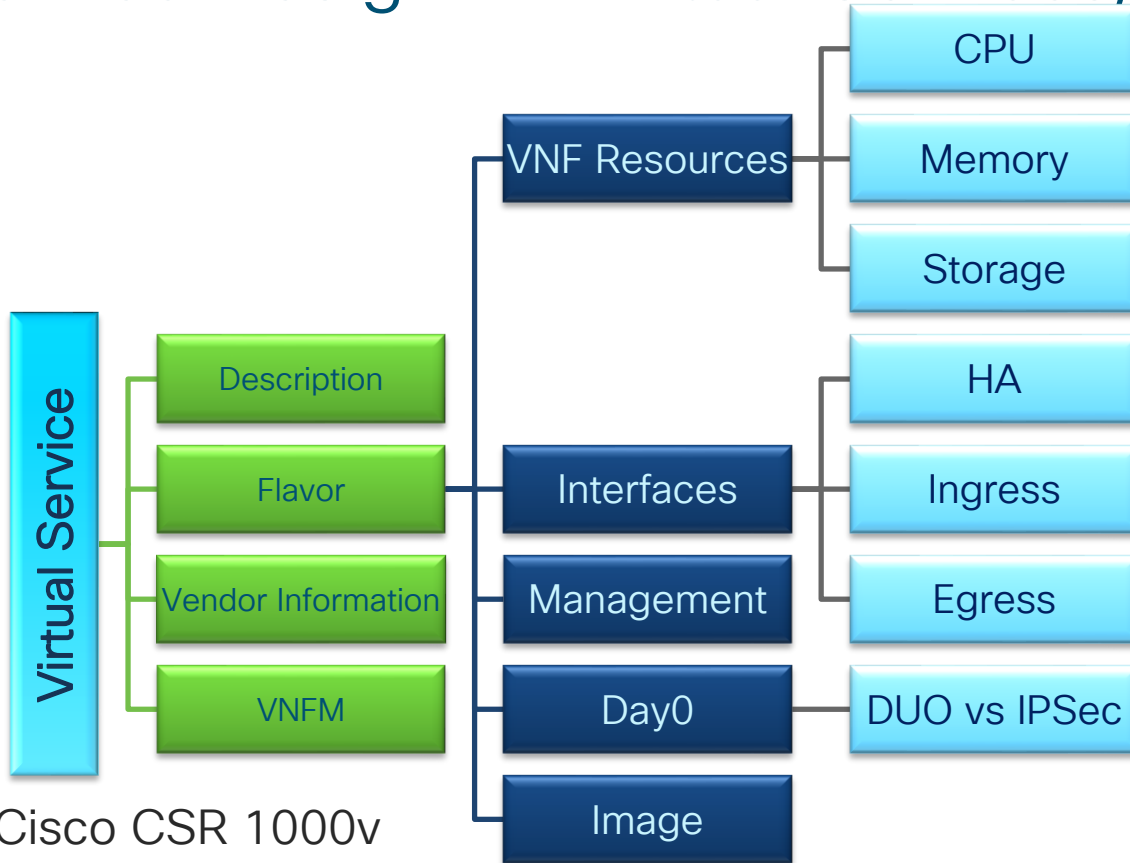 CPU
VNF Resources
Memory
Storage
Virtual Service
Description
HA
Flavor
Interfaces
Ingress
Vendor Information
Management
Egress
VNFM
Day0
DUO vs IPSec
Cisco CSR 1000v
Image